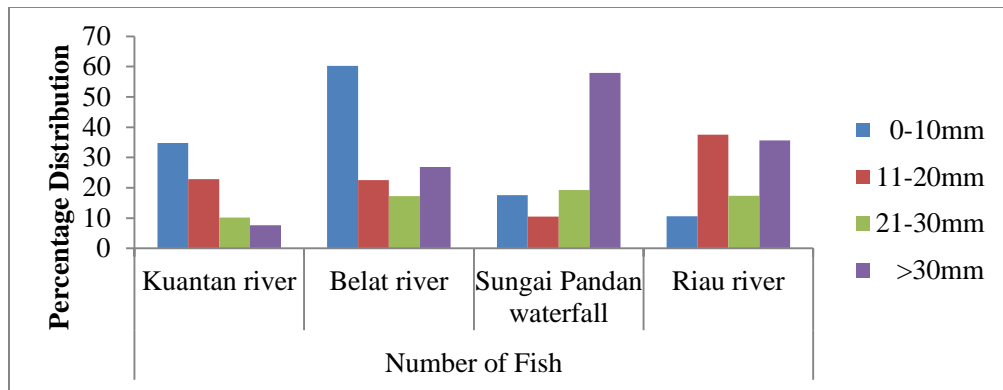 Percentage Distribution
70
60
50
40
30
20
10
0
Kuantan river
Belat river
Sungai Pandan
waterfall
Riau river
Number of Fish
0-10mm
11-20mm
21-30mm
>30mm